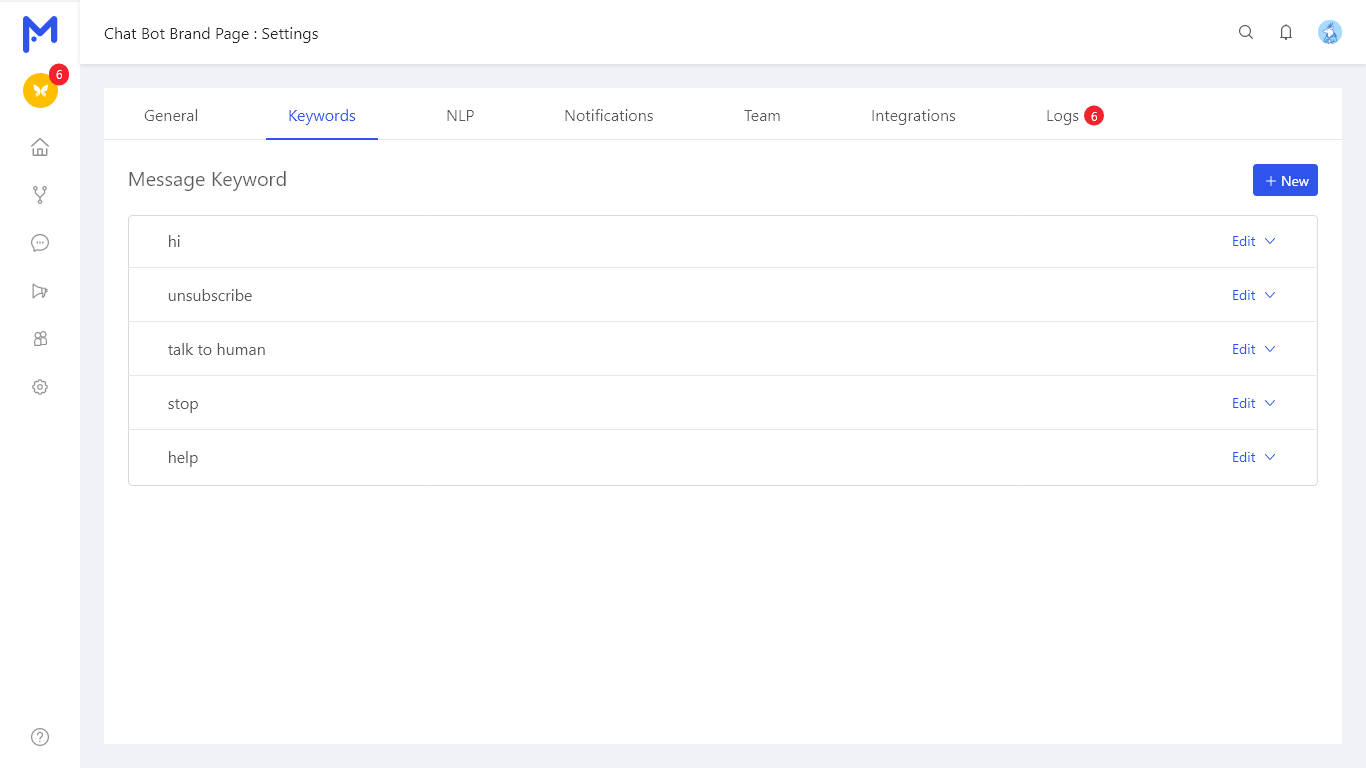 Chat Bot Brand Page : Settings
6
General Keywords NLP Notifications Team Integrations Logs 6
Message Keyword
+ New
hi Edit
unsubscribe Edit
talk to human Edit
stop Edit
help Edit